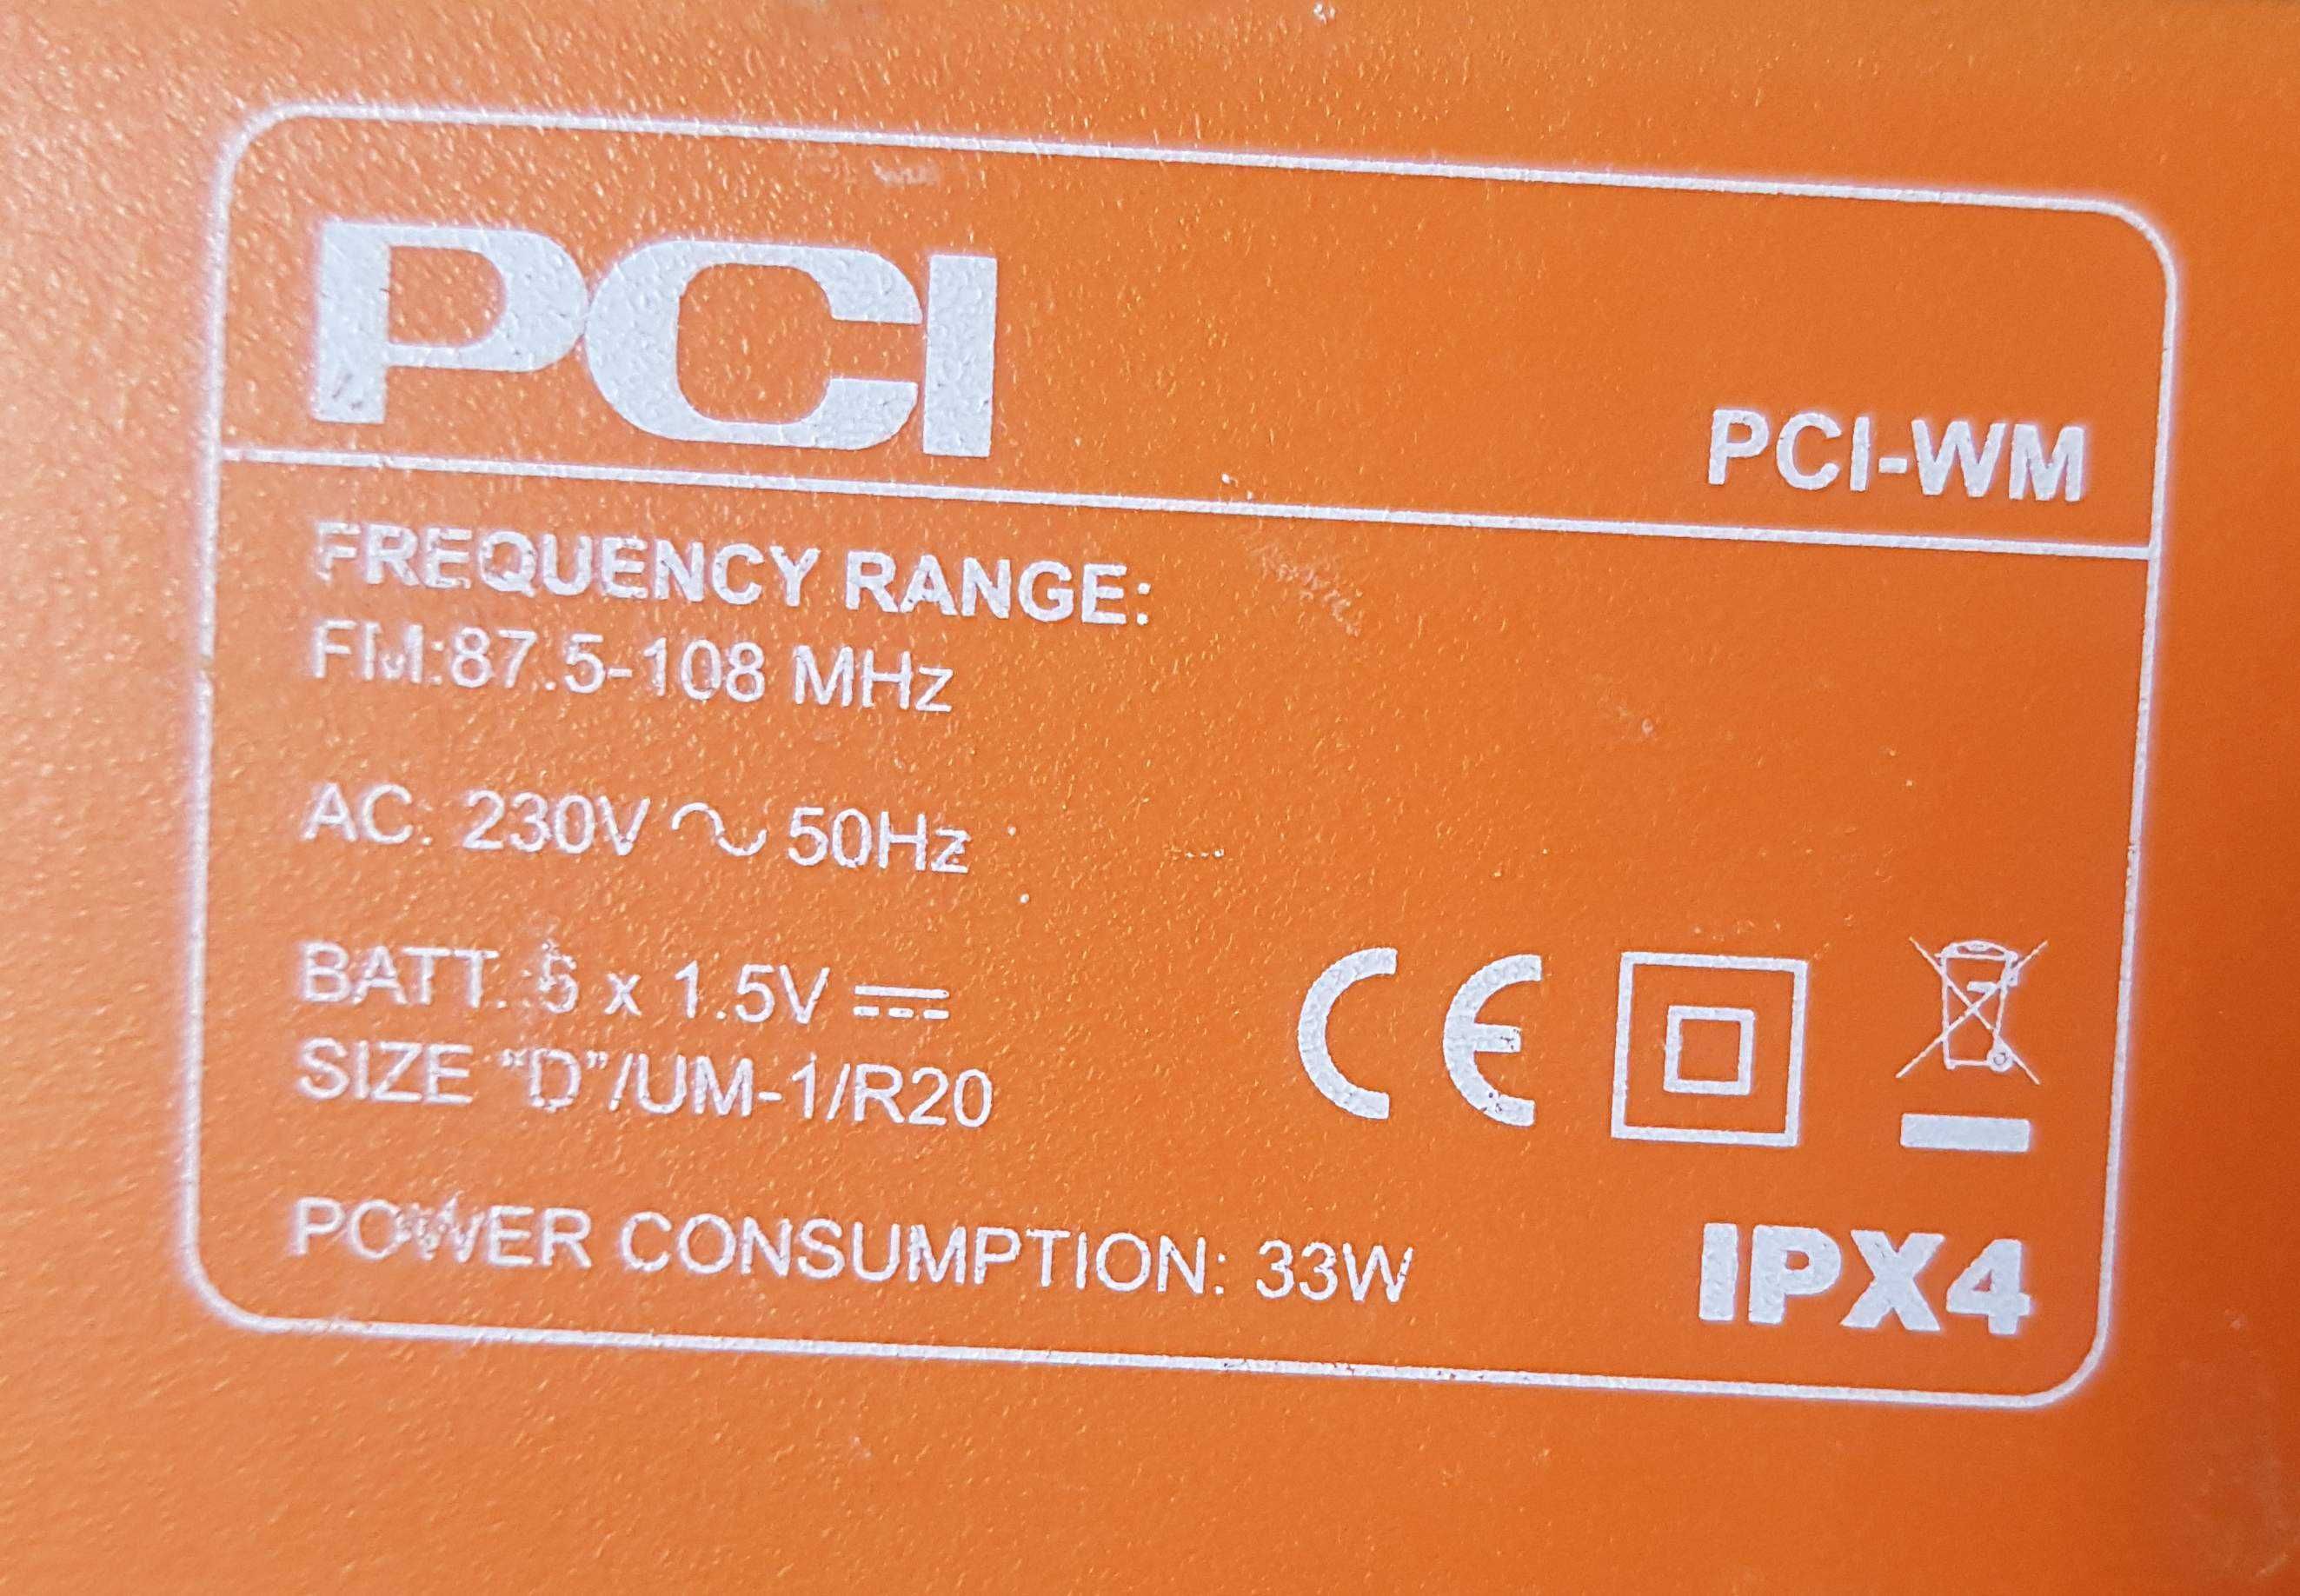 PCI
PCI-WM
FREQUENCY RANGE:
FM:87.5-108 MHz
AC: 230V ~ 50Hz
BATT.: x 1.5V ⎓
SIZE “D”/UM-1/R20
POWER CONSUMPTION: 33W
CE
IPX4